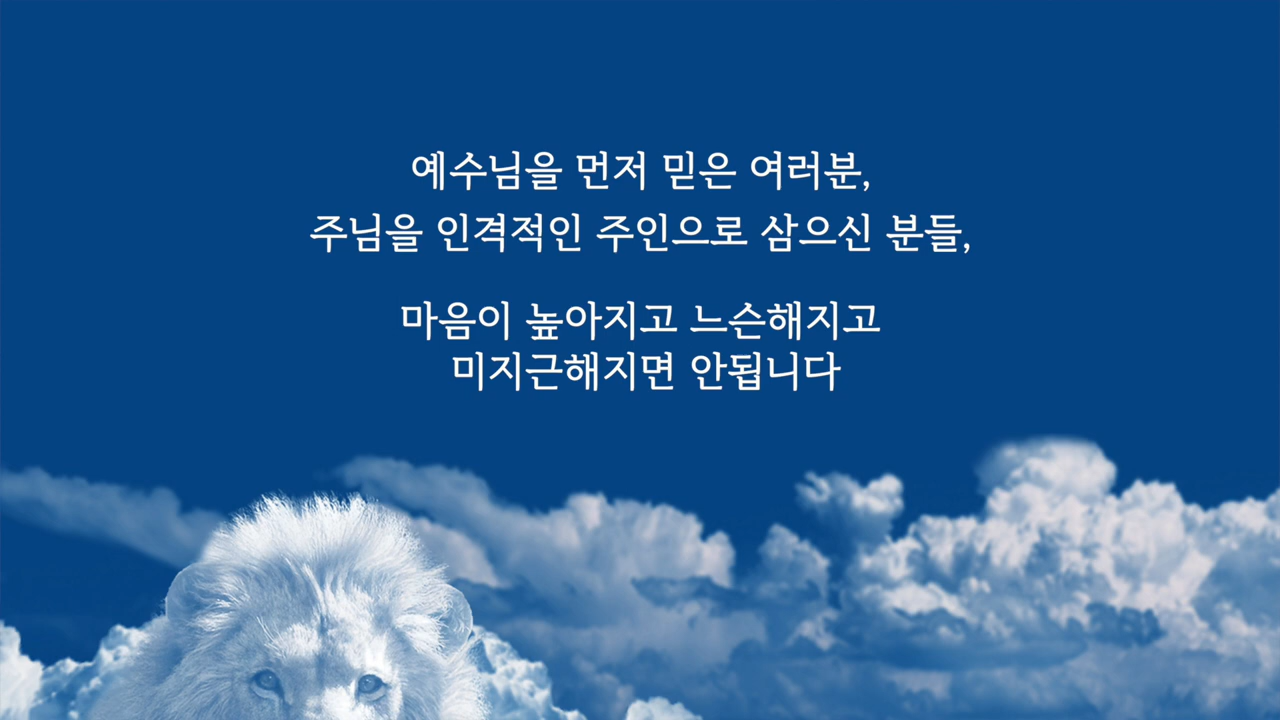 예수님을 먼저 믿은 여러분,
주님을 인격적인 주인으로 삼으신 분들,
마음이 높아지고 느슨해지고
미지근해지면 안됩니다